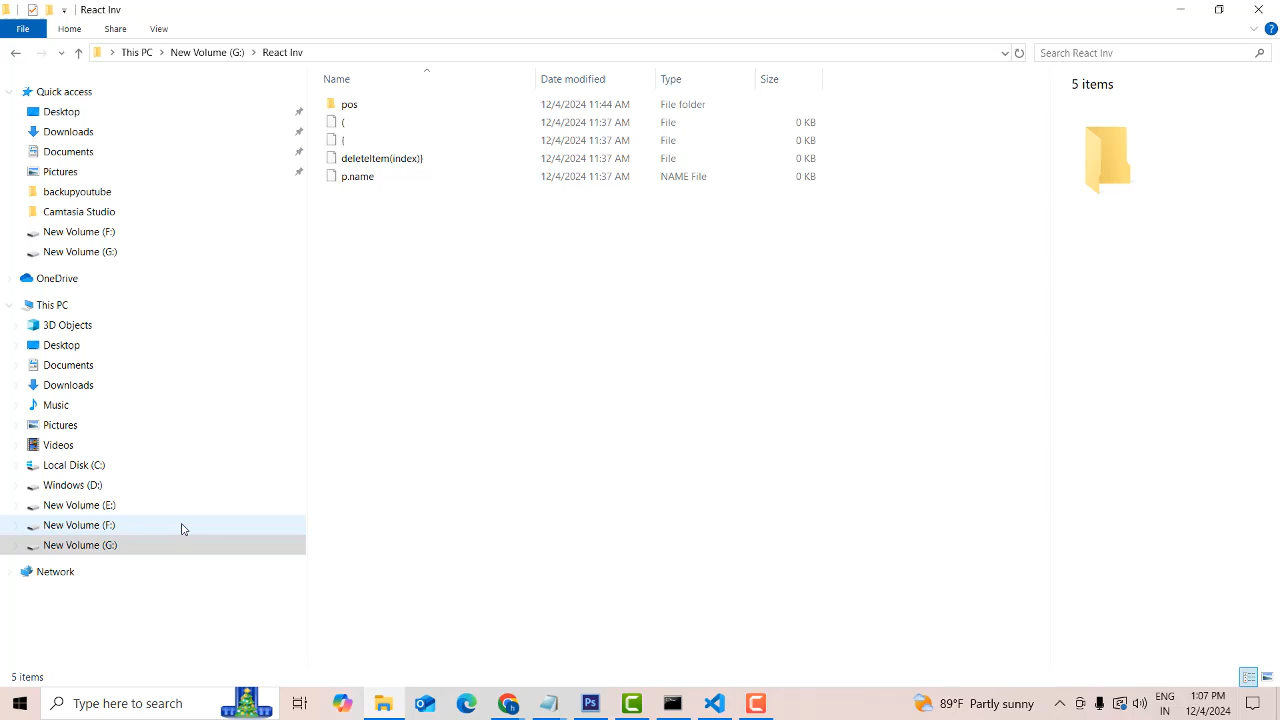 React Inv
File Home Share View
This PC New Volume (G:) React Inv
Search React Inv
Name Date modified Type Size
5 items
Quick access
Desktop
Downloads
Documents
Pictures
backupyoutube
Camtasia Studio
New Volume (F:)
New Volume (G:)
OneDrive
This PC
3D Objects
Desktop
Documents
Downloads
Music
Pictures
Videos
Local Disk (C:)
Windows (D:)
New Volume (E:)
New Volume (F:)
New Volume (G:)
Network
pos 12/4/2024 11:44 AM File folder
( 12/4/2024 11:37 AM File 0 KB
{ 12/4/2024 11:37 AM File 0 KB
deleteItem(index)} 12/4/2024 11:37 AM File 0 KB
p.name 12/4/2024 11:37 AM NAME File 0 KB
5 items
Type here to search
Ps
89°F Partly sunny
ENG
IN
1:07 PM
12/4/2024